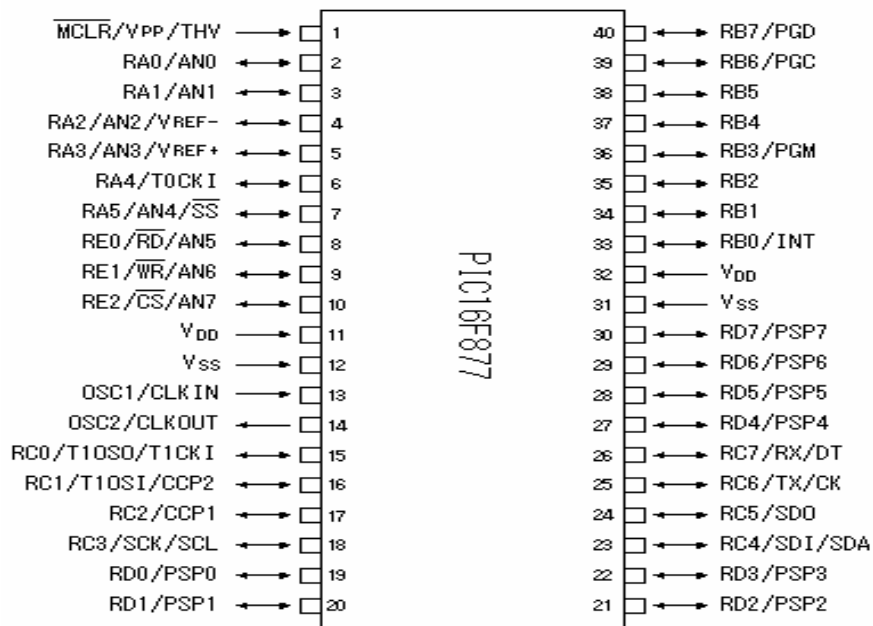 M̅C̅L̅R̅/VPP/THV 1 40 RB7/PGD
RA0/AN0 2 39 RB6/PGC
RA1/AN1 3 38 RB5
RA2/AN2/VREF- 4 37 RB4
RA3/AN3/VREF+ 5 36 RB3/PGM
RA4/T0CKI 6 35 RB2
RA5/AN4/S̅S̅ 7 34 RB1
RE0/R̅D̅/AN5 8 33 RB0/INT
RE1/W̅R̅/AN6 9 32 VDD
RE2/C̅S̅/AN7 10 31 VSS
VDD 11 30 RD7/PSP7
VSS 12 29 RD6/PSP6
OSC1/CLKIN 13 28 RD5/PSP5
OSC2/CLKOUT 14 27 RD4/PSP4
RC0/T1OSO/T1CKI 15 26 RC7/RX/DT
RC1/T1OSI/CCP2 16 25 RC6/TX/CK
RC2/CCP1 17 24 RC5/SDO
RC3/SCK/SCL 18 23 RC4/SDI/SDA
RD0/PSP0 19 22 RD3/PSP3
RD1/PSP1 20 21 RD2/PSP2
PIC16F877